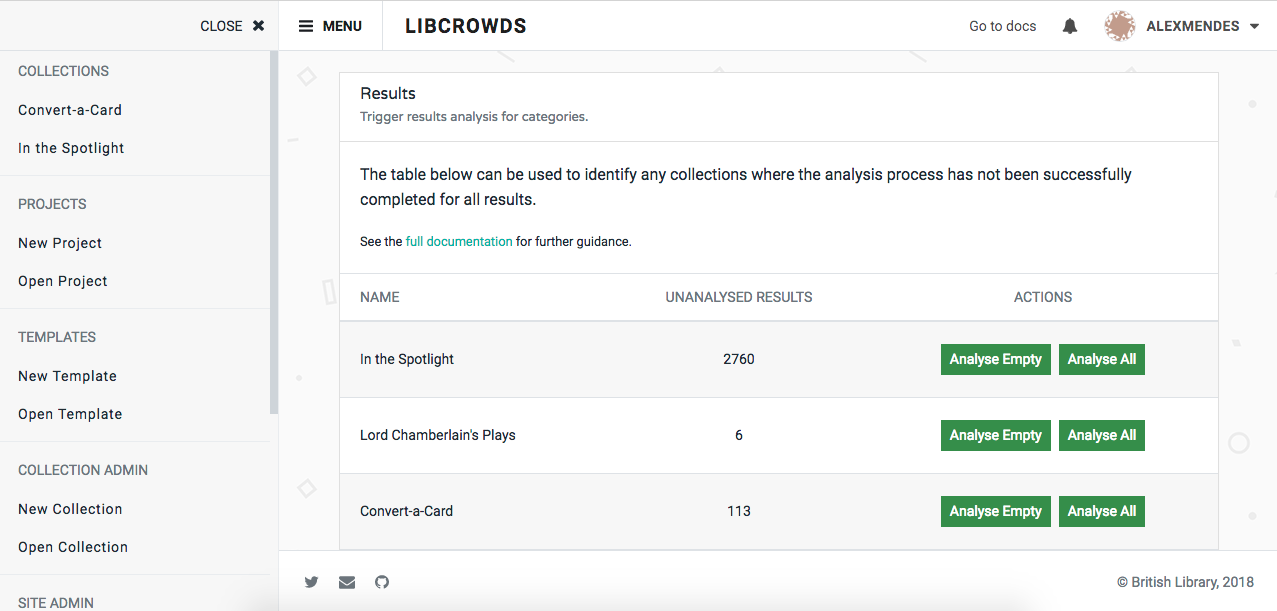 CLOSE ✖
MENU
LIBCROWDS
Go to docs
ALEXMENDES
COLLECTIONS
Convert-a-Card
In the Spotlight
PROJECTS
New Project
Open Project
TEMPLATES
New Template
Open Template
COLLECTION ADMIN
New Collection
Open Collection
SITE ADMIN
Results
Trigger results analysis for categories.
The table below can be used to identify any collections where the analysis process has not been successfully
completed for all results.
See the full documentation for further guidance.
NAME UNANALYSED RESULTS ACTIONS
In the Spotlight 2760 Analyse Empty Analyse All
Lord Chamberlain's Plays 6 Analyse Empty Analyse All
Convert-a-Card 113 Analyse Empty Analyse All
© British Library, 2018